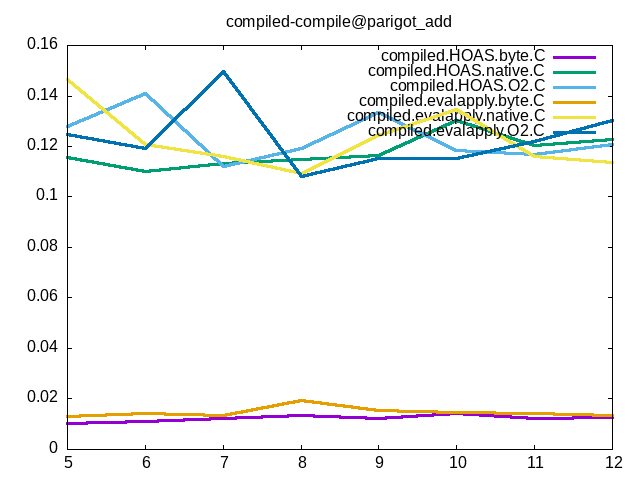 compiled-compile@parigot_add
0.16
0.14
0.12
0.1
0.08
0.06
0.04
0.02
0
5 6 7 8 9 10 11 12
compiled.HOAS.byte.C
compiled.HOAS.native.C
compiled.HOAS.O2.C
compiled.evalapply.byte.C
compiled.evalapply.native.C
compiled.evalapply.O2.C